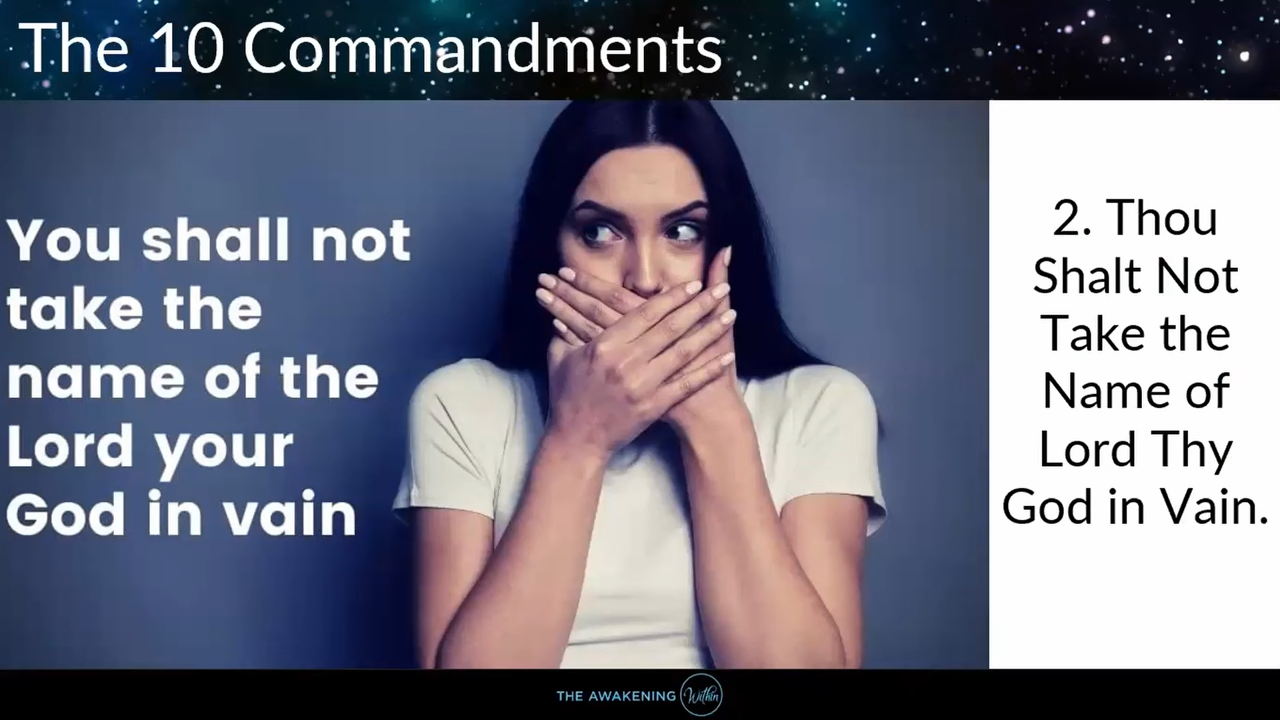 The 10 Commandments
You shall not
take the
name of the
Lord your
God in vain
2. Thou
Shalt Not
Take the
Name of
Lord Thy
God in Vain.
THE AWAKENING Within